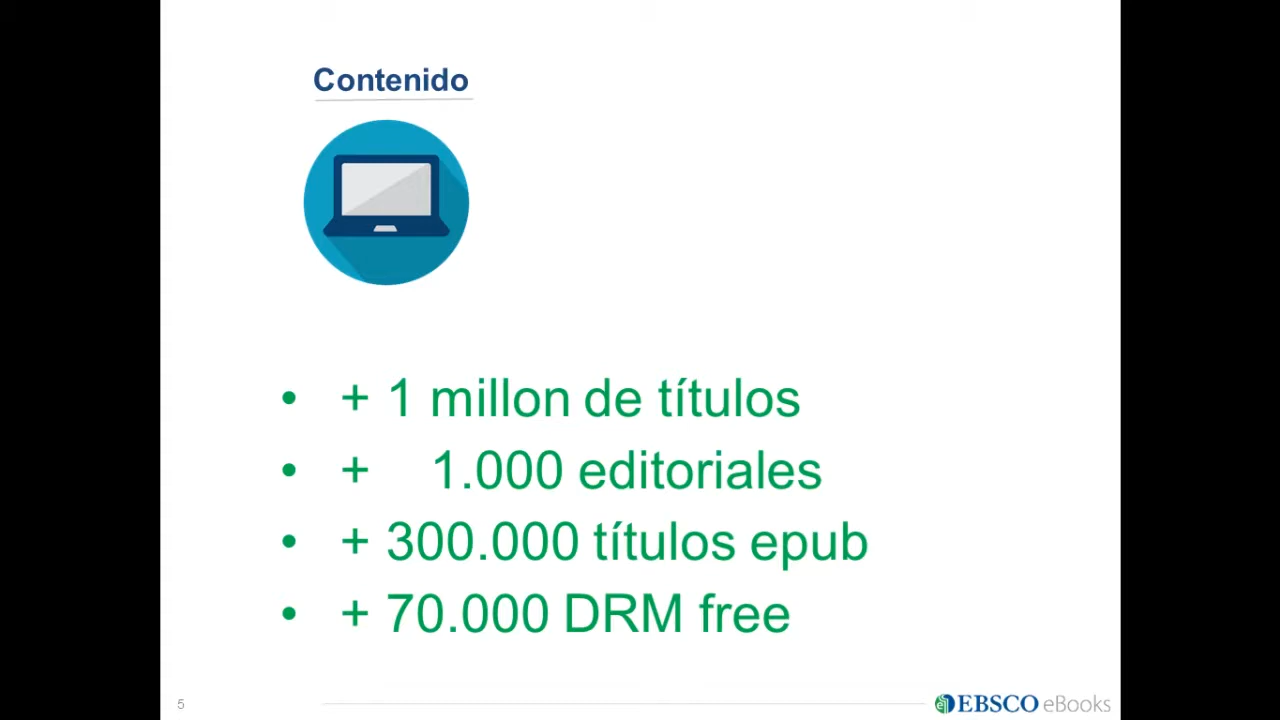 Contenido
• + 1 millon de títulos
• + 1.000 editoriales
• + 300.000 títulos epub
• + 70.000 DRM free
5
EBSCO eBooks